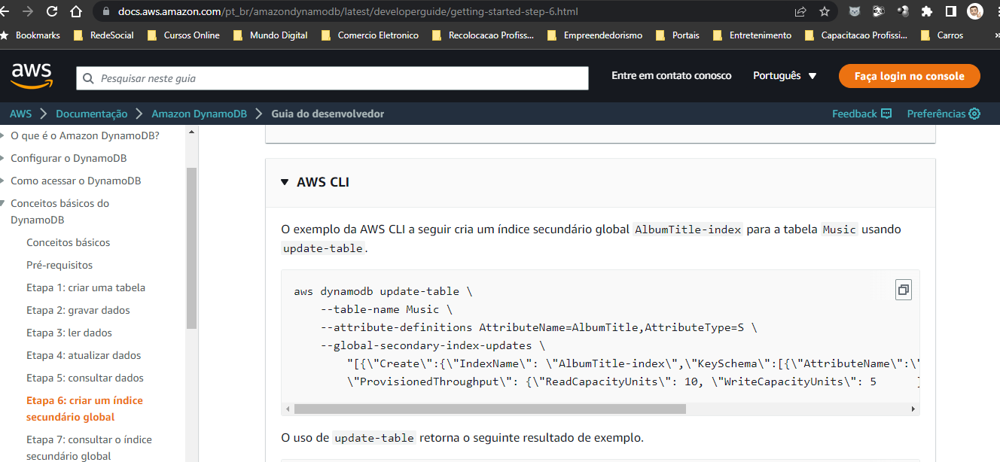 docs.aws.amazon.com/pt_br/amazondynamodb/latest/developerguide/getting-started-step-6.html
Bookmarks RedeSocial Cursos Online Mundo Digital Comercio Eletronico Recolocacao Profiss... Empreendedorismo Portais Entretenimento Capacitacao Profissi... Carros »
aws Pesquisar neste guia Entre em contato conosco Português Faça login no console
AWS Documentação Amazon DynamoDB Guia do desenvolvedor Feedback Preferências
O que é o Amazon DynamoDB?
Configurar o DynamoDB
Como acessar o DynamoDB
Conceitos básicos do
DynamoDB
Conceitos básicos
Pré-requisitos
Etapa 1: criar uma tabela
Etapa 2: gravar dados
Etapa 3: ler dados
Etapa 4: atualizar dados
Etapa 5: consultar dados
Etapa 6: criar um índice
secundário global
Etapa 7: consultar o índice
secundário global
AWS CLI
O exemplo da AWS CLI a seguir cria um índice secundário global AlbumTitle-index para a tabela Music usando
update-table.
aws dynamodb update-table \
--table-name Music \
--attribute-definitions AttributeName=AlbumTitle,AttributeType=S \
--global-secondary-index-updates \
"[{\"Create\":{\"IndexName\": \"AlbumTitle-index\",\"KeySchema\":[{\"AttributeName\":\"
\"ProvisionedThroughput\": {\"ReadCapacityUnits\": 10, \"WriteCapacityUnits\": 5
O uso de update-table retorna o seguinte resultado de exemplo.